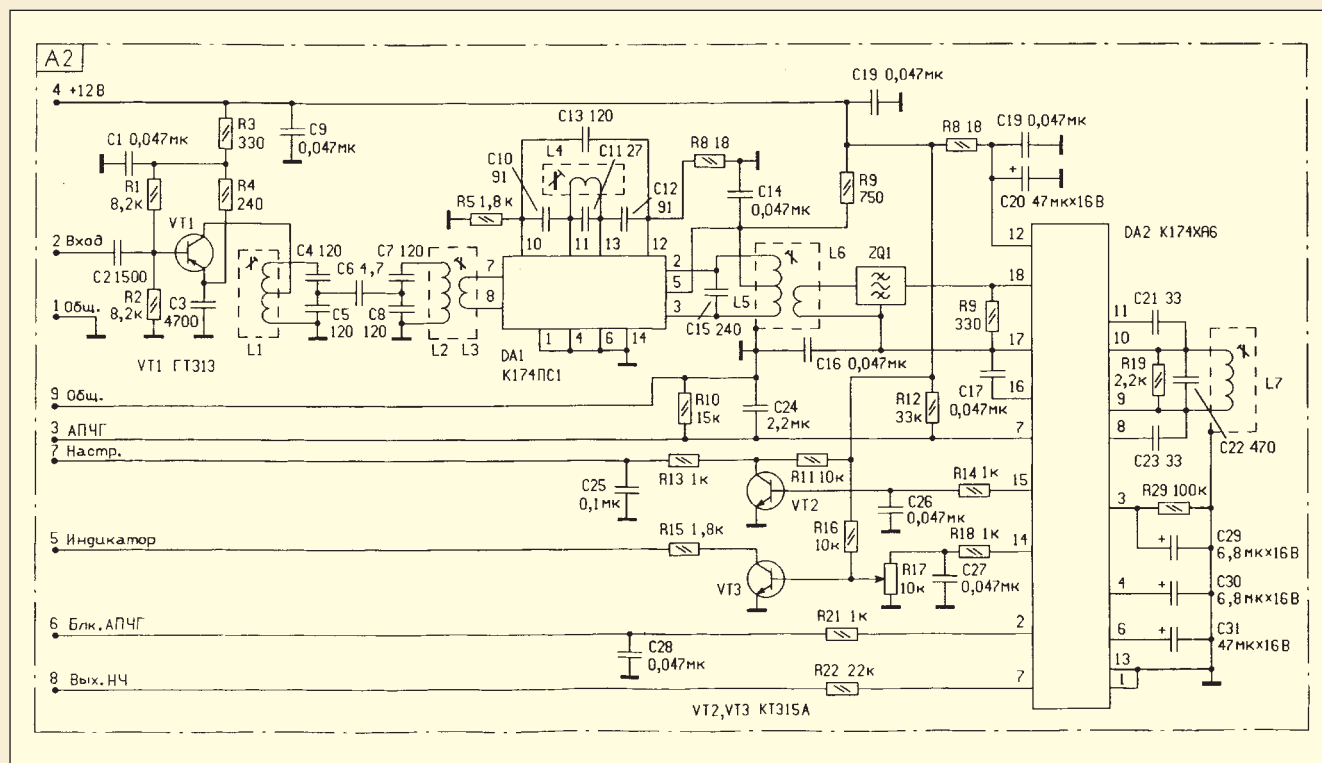 A2
4 +12В
C19 0,047мк
R3
330
C9
0,047мк
C13 120
C1 0,047мк
R1
8,2к
R4
240
VT1
C10
91
L4
C11 27
C12
91
R8 18
R5 1,8к
C14
0,047мк
R9
750
R8 18
C19 0,047мк
+
C20 47мк×16В
12
DA2 К174ХА6
10
11
13
12
2 Вход
C2 1500
R2
8,2к
C3
4700
1 Общ.
VT1 ГТ313
L1
C4 120
C6 4,7
C7 120
C5
120
C8
120
L2
L3
7
8
2
5
3
1
4
6
14
DA1
К174ПС1
C15 240
L5
L6
ZQ1
18
R9
330
17
16
C16 0,047мк
C17
0,047мк
11
C21 33
10
R19
2,2к
9
8
C23 33
C22 470
L7
9 Общ.
R10
15к
C24
2,2мк
R12
33к
3 АПЧГ
7
7 Настр.
C25
0,1мк
R13 1к
R11 10к
VT2
C26
0,047мк
R14 1к
15
R16
10к
R18 1к
14
5 Индикатор
R15 1,8к
VT3
R17
10к
C27
0,047мк
3
R29 100к
+
C29
6,8мк×16В
4
+
C30
6,8мк×16В
6
+
C31
47мк×16В
13
1
6 Блк.АПЧГ
C28
0,047мк
R21 1к
2
8 Вых.НЧ
R22 22к
7
VT2,VT3 КТ315А